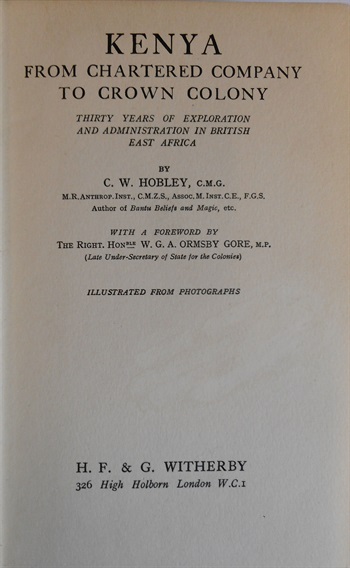 KENYA
FROM CHARTERED COMPANY
TO CROWN COLONY
THIRTY YEARS OF EXPLORATION
AND ADMINISTRATION IN BRITISH
EAST AFRICA
BY
C. W. HOBLEY, C.M.G.
M.R.ANTHROP.INST., C.M.Z.S., ASSOC. M. INST. C.E., F.G.S.
Author of Bantu Beliefs and Magic, etc.
WITH A FOREWORD BY
THE RIGHT. HONBLE W. G. A. ORMSBY GORE, M.P.
(Late Under-Secretary of State for the Colonies)
ILLUSTRATED FROM PHOTOGRAPHS
H. F. & G. WITHERBY
326 High Holborn London W.C.1